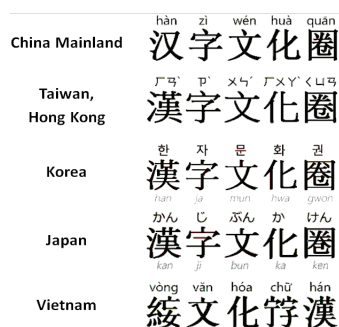 hàn zì wén huà quān
China Mainland 汉字文化圈
ㄏㄢˋ ㄗˋ ㄨㄣˊ ㄏㄨㄚˋ ㄑㄩㄢ
Taiwan,
Hong Kong 漢字文化圈
한 자 문 화 권
Korea 漢字文化圈
han ja mun hwa gwon
かん じ ぶん か けん
Japan 漢字文化圏
kan ji bun ka ken
vòng văn hóa chữ hán
Vietnam 文化漢